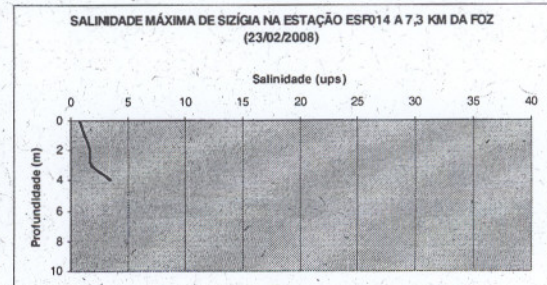 SALINIDADE MÁXIMA DE SIZÍGIA NA ESTAÇÃO ESF014 A 7,3 KM DA FOZ
(23/02/2008)
Salinidade (ups)
0 5 10 15 20 25 30 35 40
Profundidade (m)
0
2
4
6
8
10